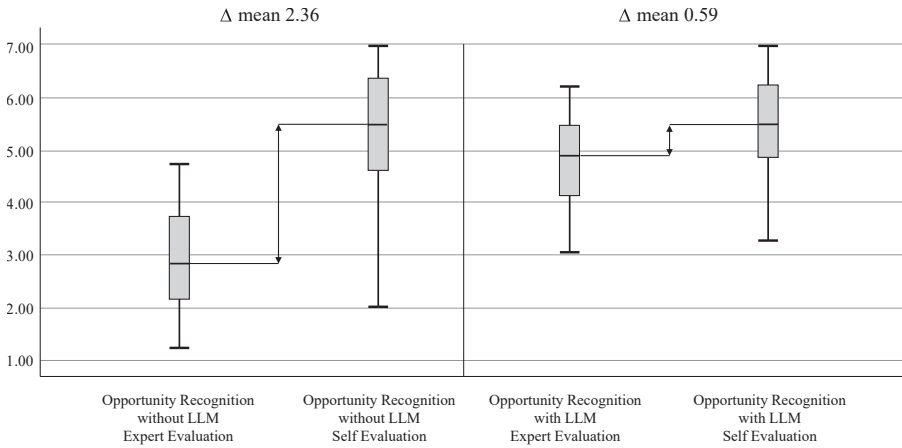 Δ mean 2.36
Δ mean 0.59
7.00
6.00
5.00
4.00
3.00
2.00
1.00
Opportunity Recognition
without LLM
Expert Evaluation
Opportunity Recognition
without LLM
Self Evaluation
Opportunity Recognition
with LLM
Expert Evaluation
Opportunity Recognition
with LLM
Self Evaluation